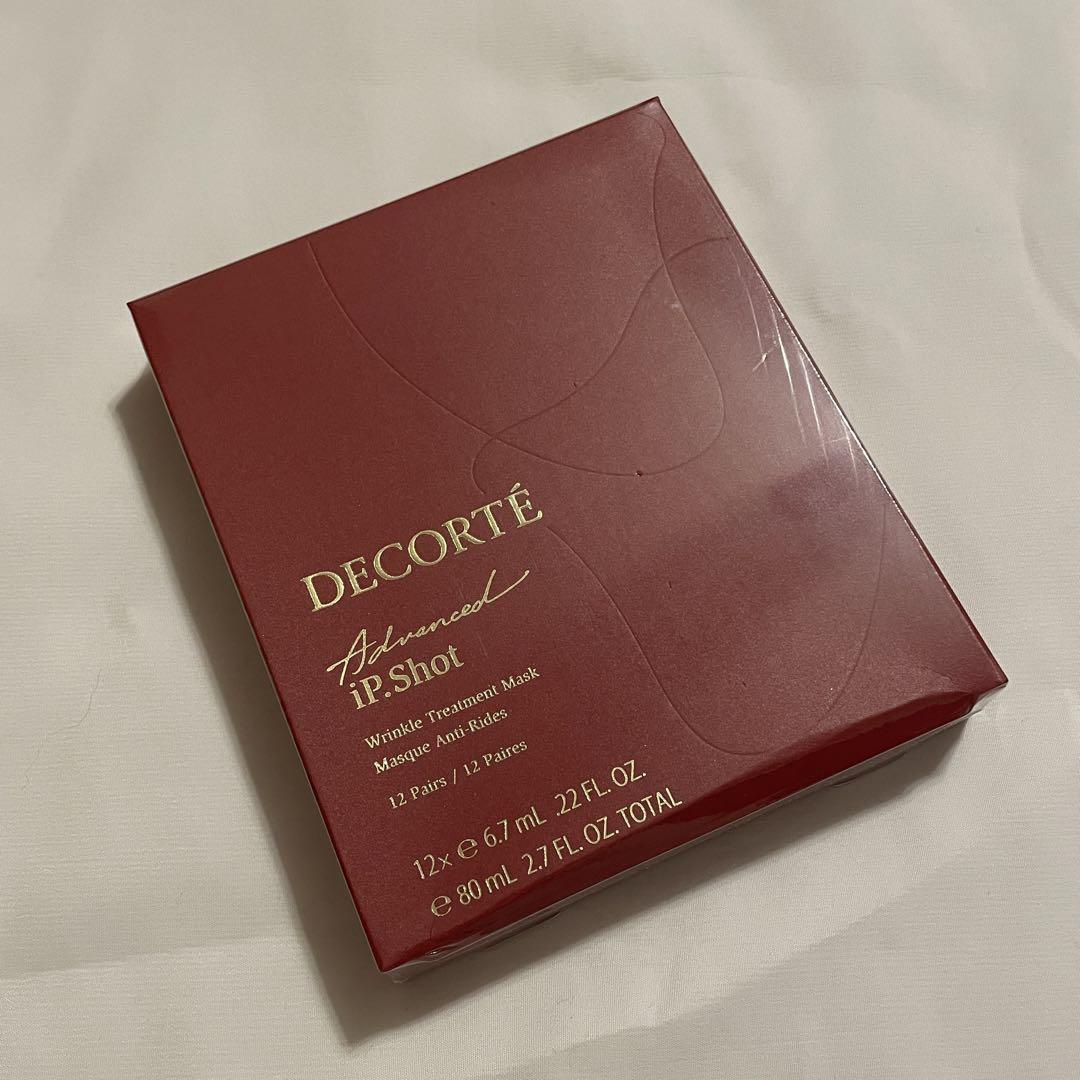 DECORTÉ
Advanced
iP.Shot
Wrinkle Treatment Mask
Masque Anti-Rides
12 Pairs / 12 Paires
12x ℮ 6.7 mL .22 FL. OZ.
℮ 80 mL 2.7 FL. OZ. TOTAL